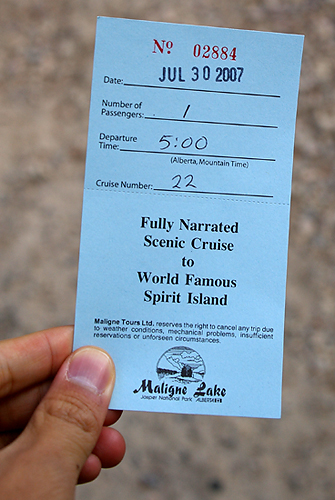 Nº 02884
Date: JUL 30 2007
Number of
Passengers: 1
Departure
Time: 5:00
(Alberta, Mountain Time)
Cruise Number: 22
Fully Narrated
Scenic Cruise
to
World Famous
Spirit Island
Maligne Tours Ltd. reserves the right to cancel any trip due
to weather conditions, mechanical problems, insufficient
reservations or unforseen circumstances.
Maligne Lake
Jasper National Park ALBERTA